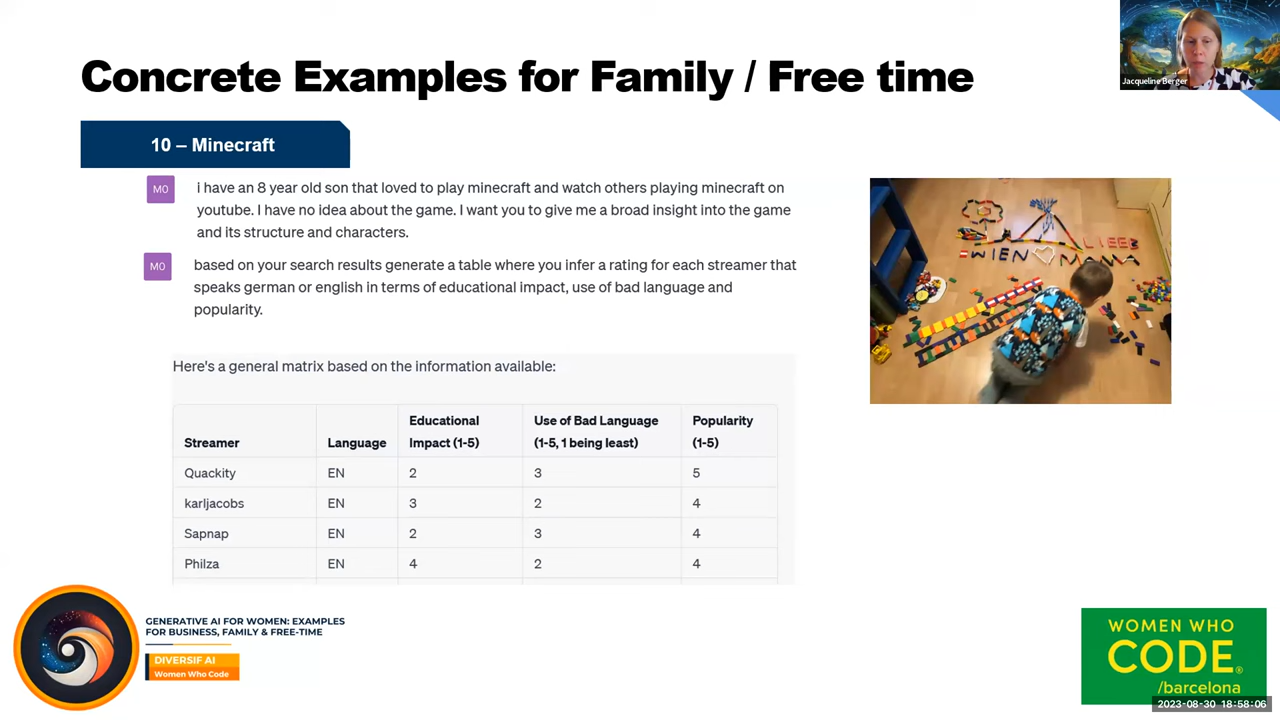 Concrete Examples for Family / Free time
Jacqueline Berger
10 – Minecraft
M0
i have an 8 year old son that loved to play minecraft and watch others playing minecraft on
youtube. I have no idea about the game. I want you to give me a broad insight into the game
and its structure and characters.
M0
based on your search results generate a table where you infer a rating for each streamer that
speaks german or english in terms of educational impact, use of bad language and
popularity.
LIEBE
WIEN MAMA
Here's a general matrix based on the information available:
Streamer Language Educational Impact (1-5) Use of Bad Language (1-5, 1 being least) Popularity (1-5)
Quackity EN 2 3 5
karljacobs EN 3 2 4
Sapnap EN 2 3 4
Philza EN 4 2 4
GENERATIVE AI FOR WOMEN: EXAMPLES
FOR BUSINESS, FAMILY & FREE-TIME
DIVERSIF AI
Women Who Code
WOMEN WHO
CODE®
/barcelona
2023-08-30 18:58:06